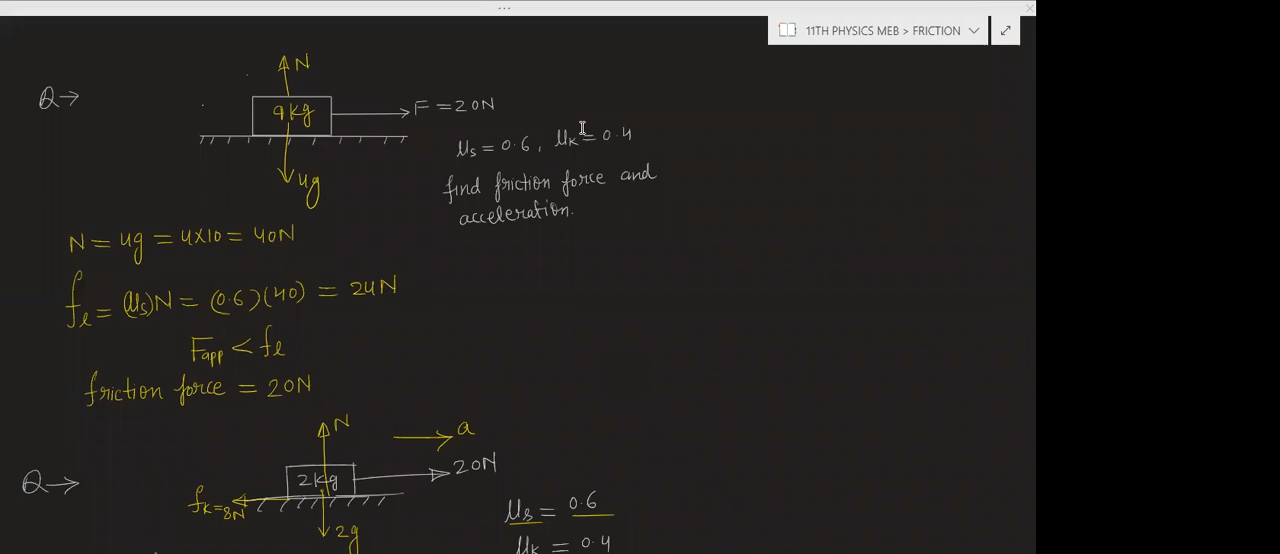 11TH PHYSICS MEB > FRICTION
N
Q→
4kg
F = 20N
μs = 0.6, μK = 0.4
4g
find friction force and
acceleration.
N = 4g = 4×10 = 40N
fl = (μs)N = (0.6)(40) = 24N
Fapp < fl
friction force = 20N
N
a
Q→
2kg
20N
fK=8N
μs = 0.6
2g
μK = 0.4